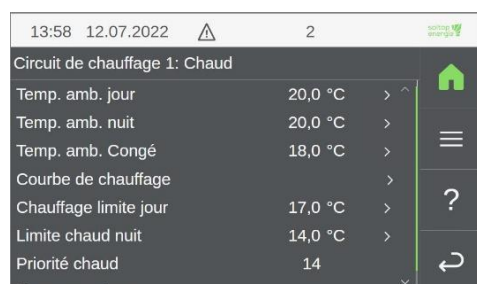 13:58 12.07.2022 2 soltop energie
Circuit de chauffage 1: Chaud
Temp. amb. jour 20,0 °C >
Temp. amb. nuit 20,0 °C >
Temp. amb. Congé 18,0 °C >
Courbe de chauffage >
Chauffage limite jour 17,0 °C >
Limite chaud nuit 14,0 °C >
Priorité chaud 14
?